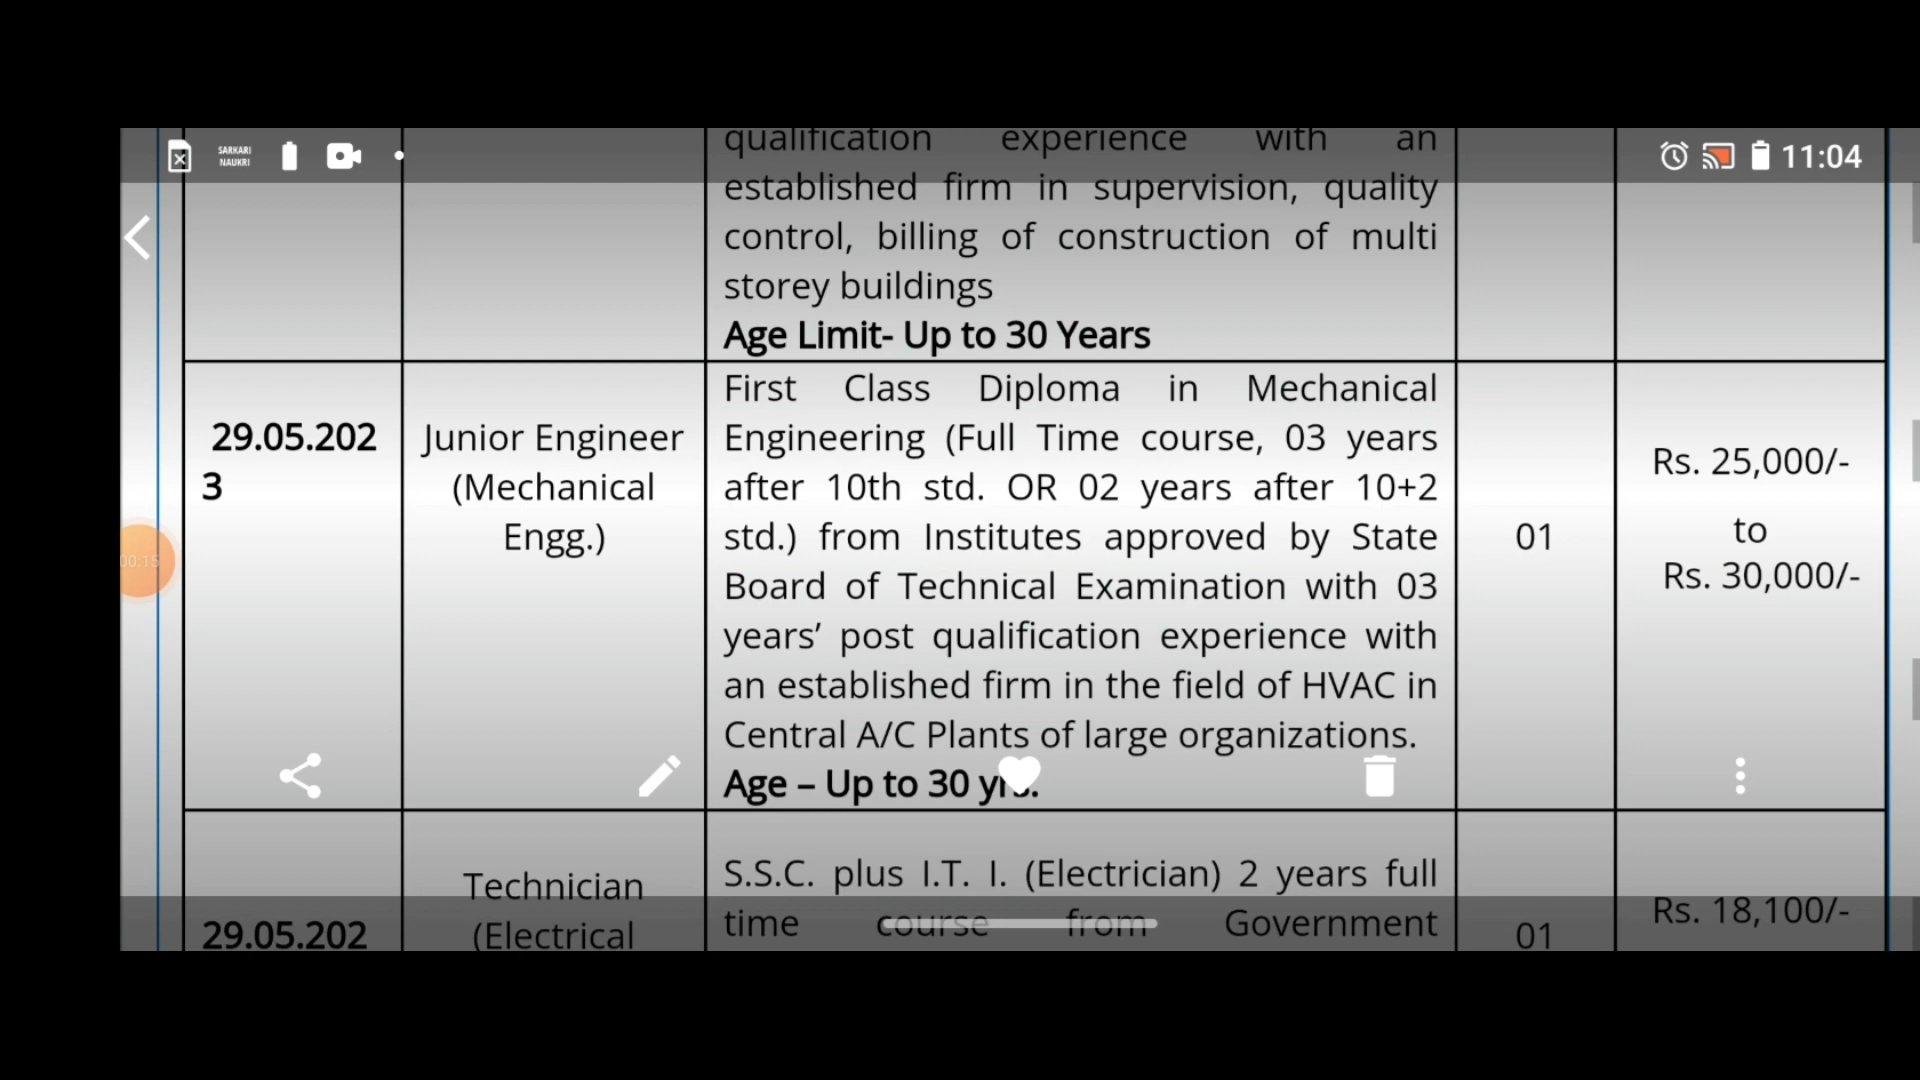 SARKARI
NAUKRI
11:04
qualification experience with an
established firm in supervision, quality
control, billing of construction of multi
storey buildings
Age Limit- Up to 30 Years
29.05.202
3
Junior Engineer
(Mechanical
Engg.)
First Class Diploma in Mechanical
Engineering (Full Time course, 03 years
after 10th std. OR 02 years after 10+2
std.) from Institutes approved by State
Board of Technical Examination with 03
years’ post qualification experience with
an established firm in the field of HVAC in
Central A/C Plants of large organizations.
Age – Up to 30 yrs.
01
Rs. 25,000/-
to
Rs. 30,000/-
00:15
29.05.202
Technician
(Electrical
S.S.C. plus I.T. I. (Electrician) 2 years full
time course from Government
01
Rs. 18,100/-